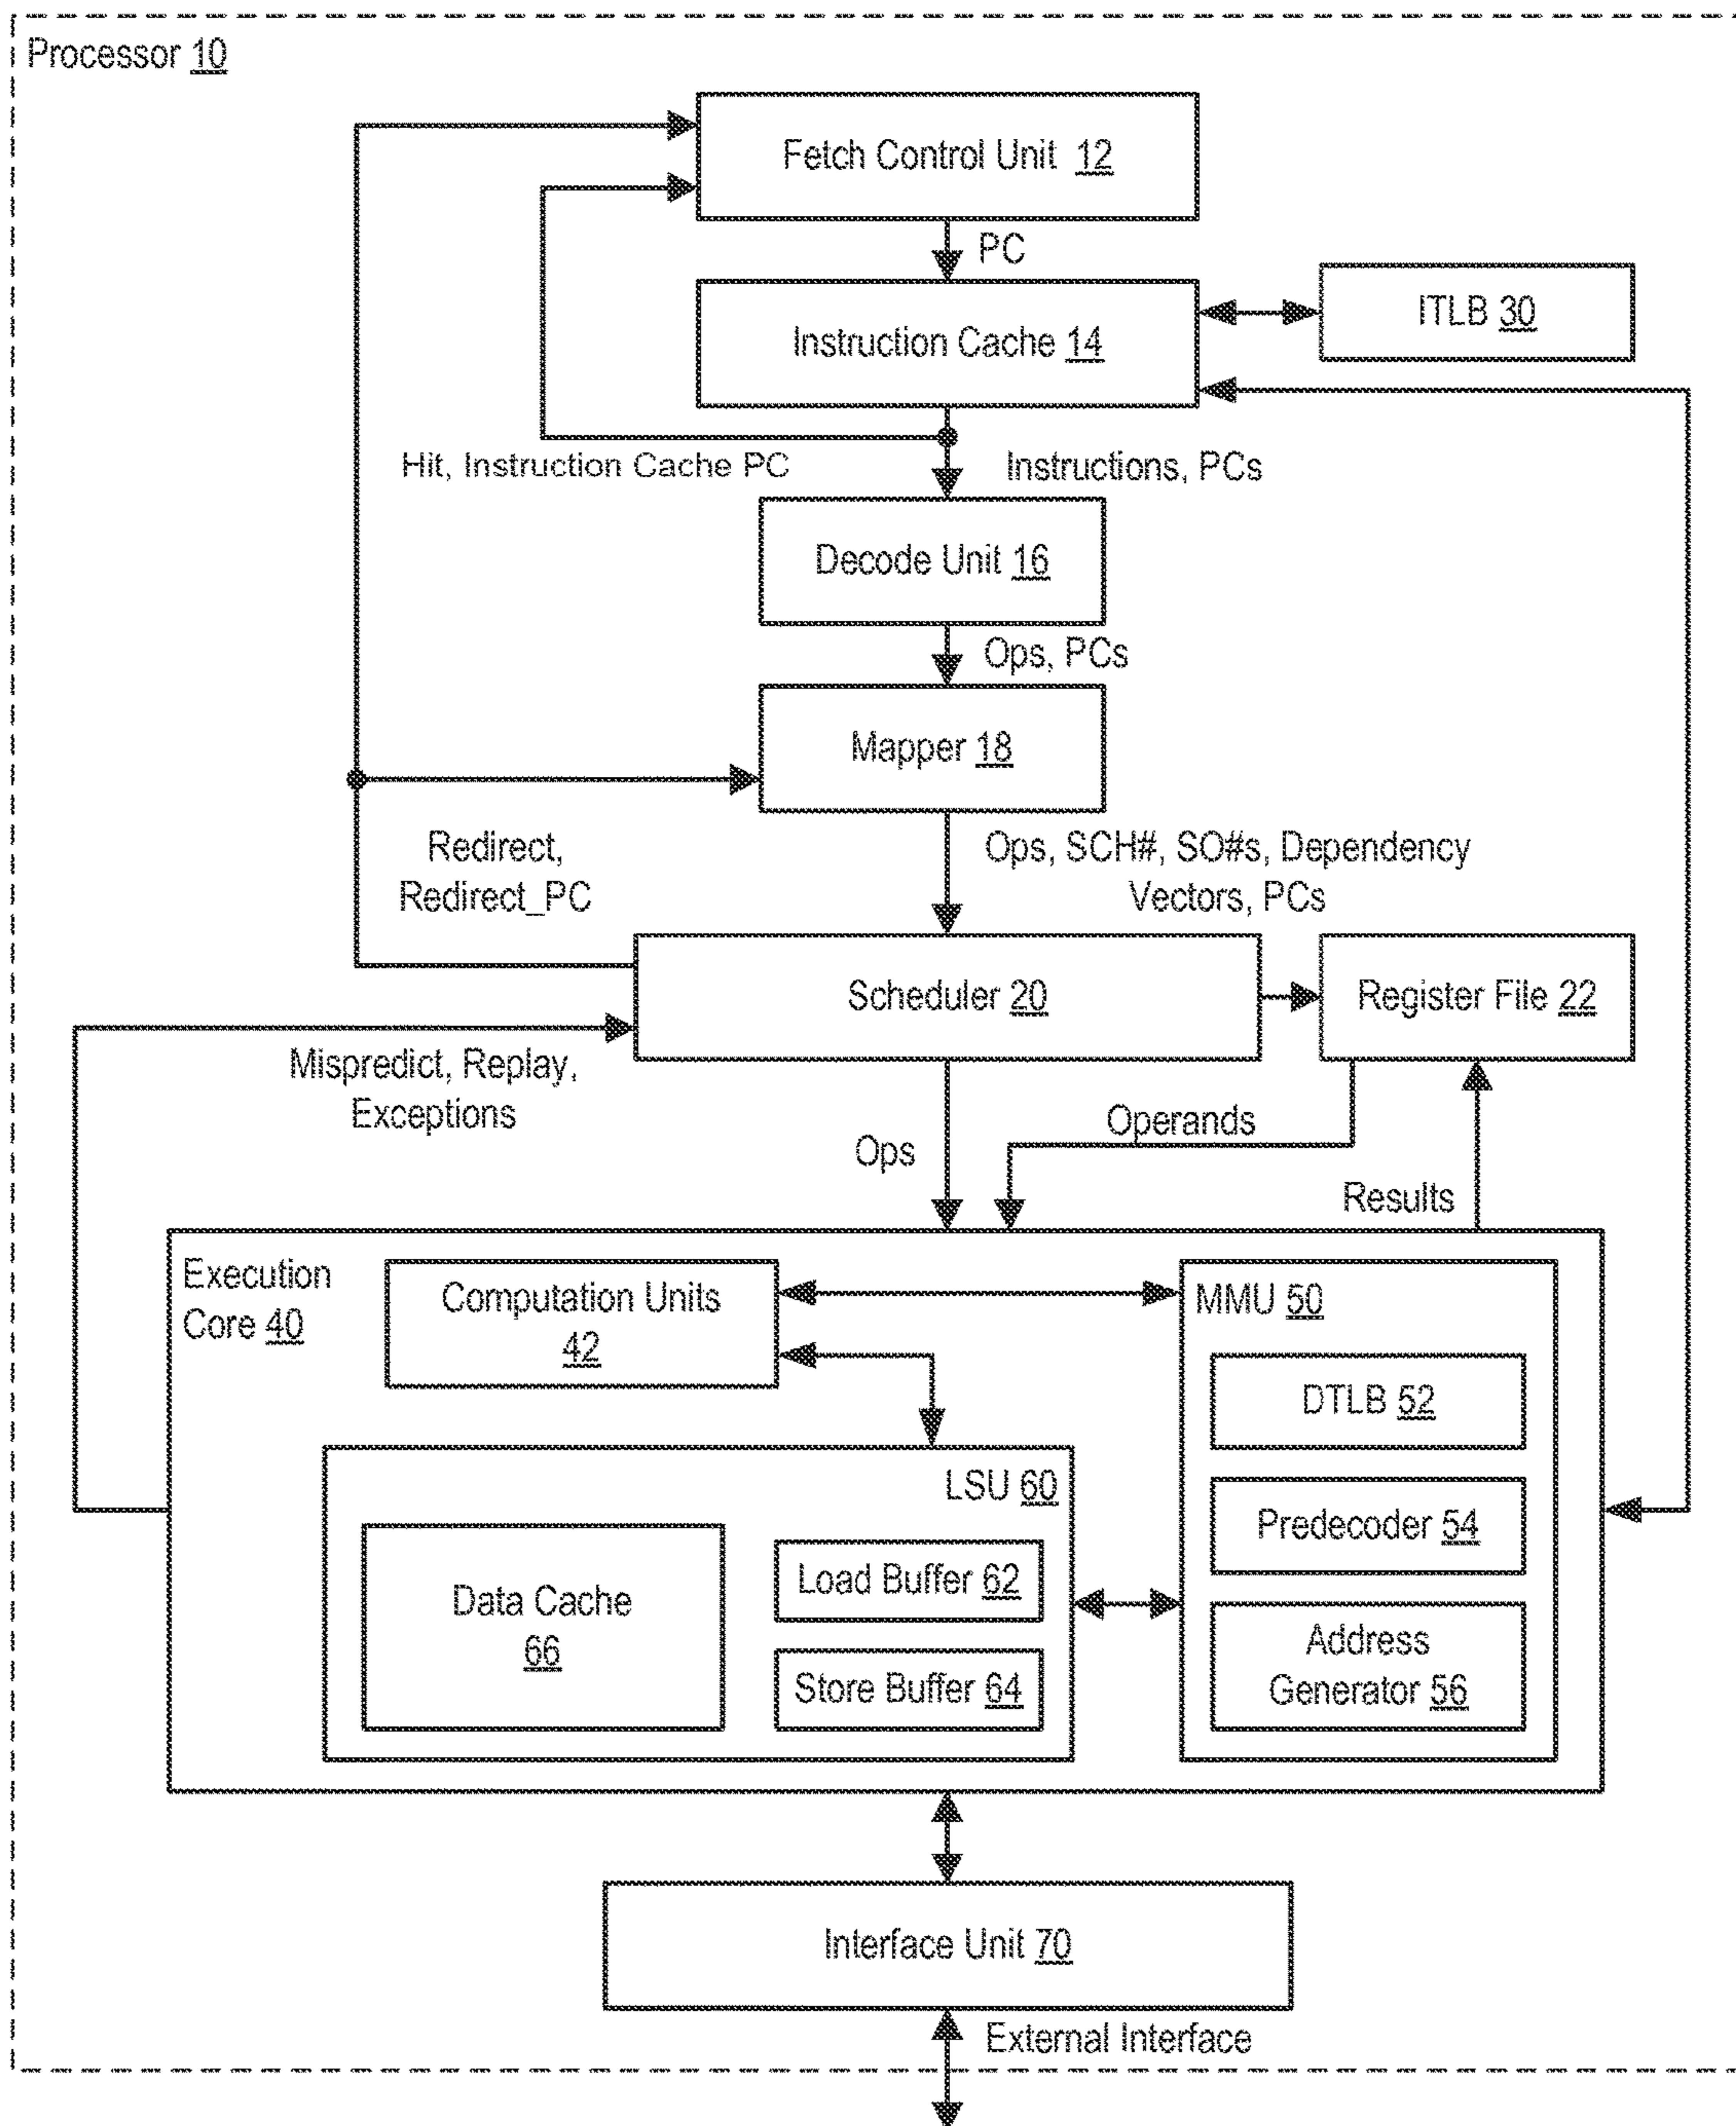 Processor 10
Fetch Control Unit 12
PC
Instruction Cache 14
ITLB 30
Hit, Instruction Cache PC
Instructions, PCs
Decode Unit 16
Ops, PCs
Mapper 18
Redirect,
Redirect_PC
Ops, SCH#, SO#s, Dependency
Vectors, PCs
Scheduler 20
Register File 22
Mispredict, Replay,
Exceptions
Ops
Operands
Results
Execution
Core 40
Computation Units
42
MMU 50
DTLB 52
Predecoder 54
Address
Generator 56
LSU 60
Data Cache
66
Load Buffer 62
Store Buffer 64
Interface Unit 70
External Interface